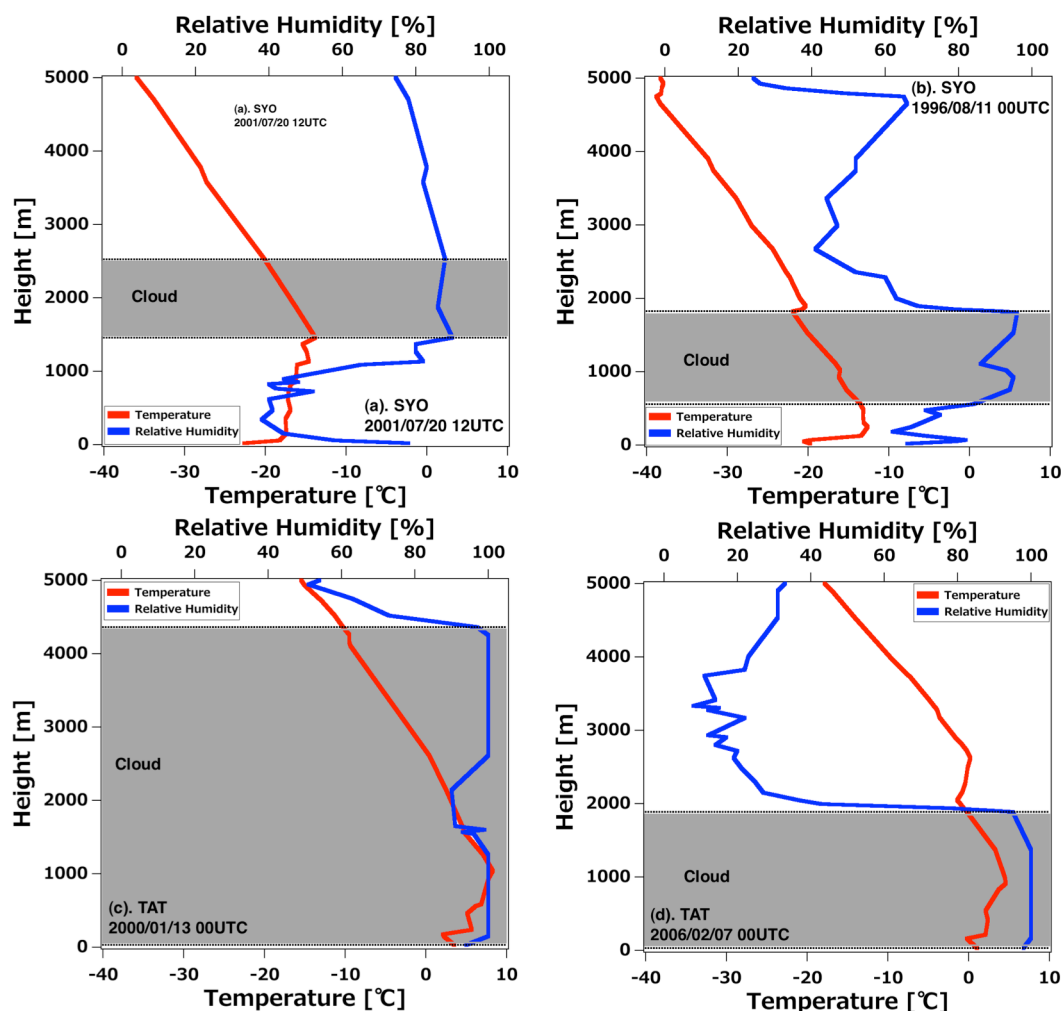 Relative Humidity [%]
0 20 40 60 80 100
5000
4000
3000
2000
1000
0
Height [m]
(a). SYO
2001/07/20 12UTC
Cloud
Temperature
Relative Humidity
(a). SYO
2001/07/20 12UTC
-40 -30 -20 -10 0 10
Temperature [℃]
Relative Humidity [%]
0 20 40 60 80 100
5000
4000
3000
2000
1000
0
Height [m]
(b). SYO
1996/08/11 00UTC
Cloud
Temperature
Relative Humidity
-40 -30 -20 -10 0 10
Temperature [℃]
Relative Humidity [%]
0 20 40 60 80 100
5000
4000
3000
2000
1000
0
Height [m]
Temperature
Relative Humidity
Cloud
(c). TAT
2000/01/13 00UTC
-40 -30 -20 -10 0 10
Temperature [℃]
Relative Humidity [%]
0 20 40 60 80 100
5000
4000
3000
2000
1000
0
Height [m]
Temperature
Relative Humidity
Cloud
(d). TAT
2006/02/07 00UTC
-40 -30 -20 -10 0 10
Temperature [℃]